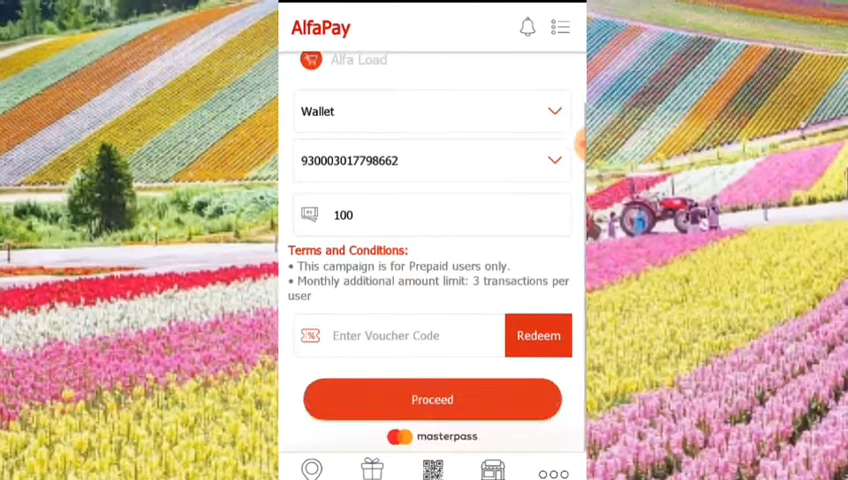 AlfaPay
Alfa Load
Wallet
930003017798662
100
Terms and Conditions:
• This campaign is for Prepaid users only.
• Monthly additional amount limit: 3 transactions per
user
% Enter Voucher Code
Redeem
Proceed
masterpass